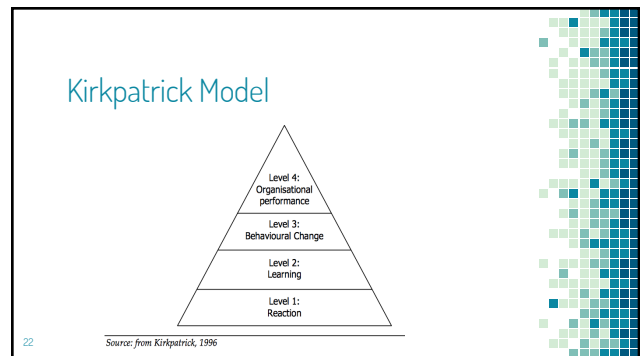 Kirkpatrick Model
Level 4:
Organisational
performance
Level 3:
Behavioural Change
Level 2:
Learning
Level 1:
Reaction
22
Source: from Kirkpatrick, 1996